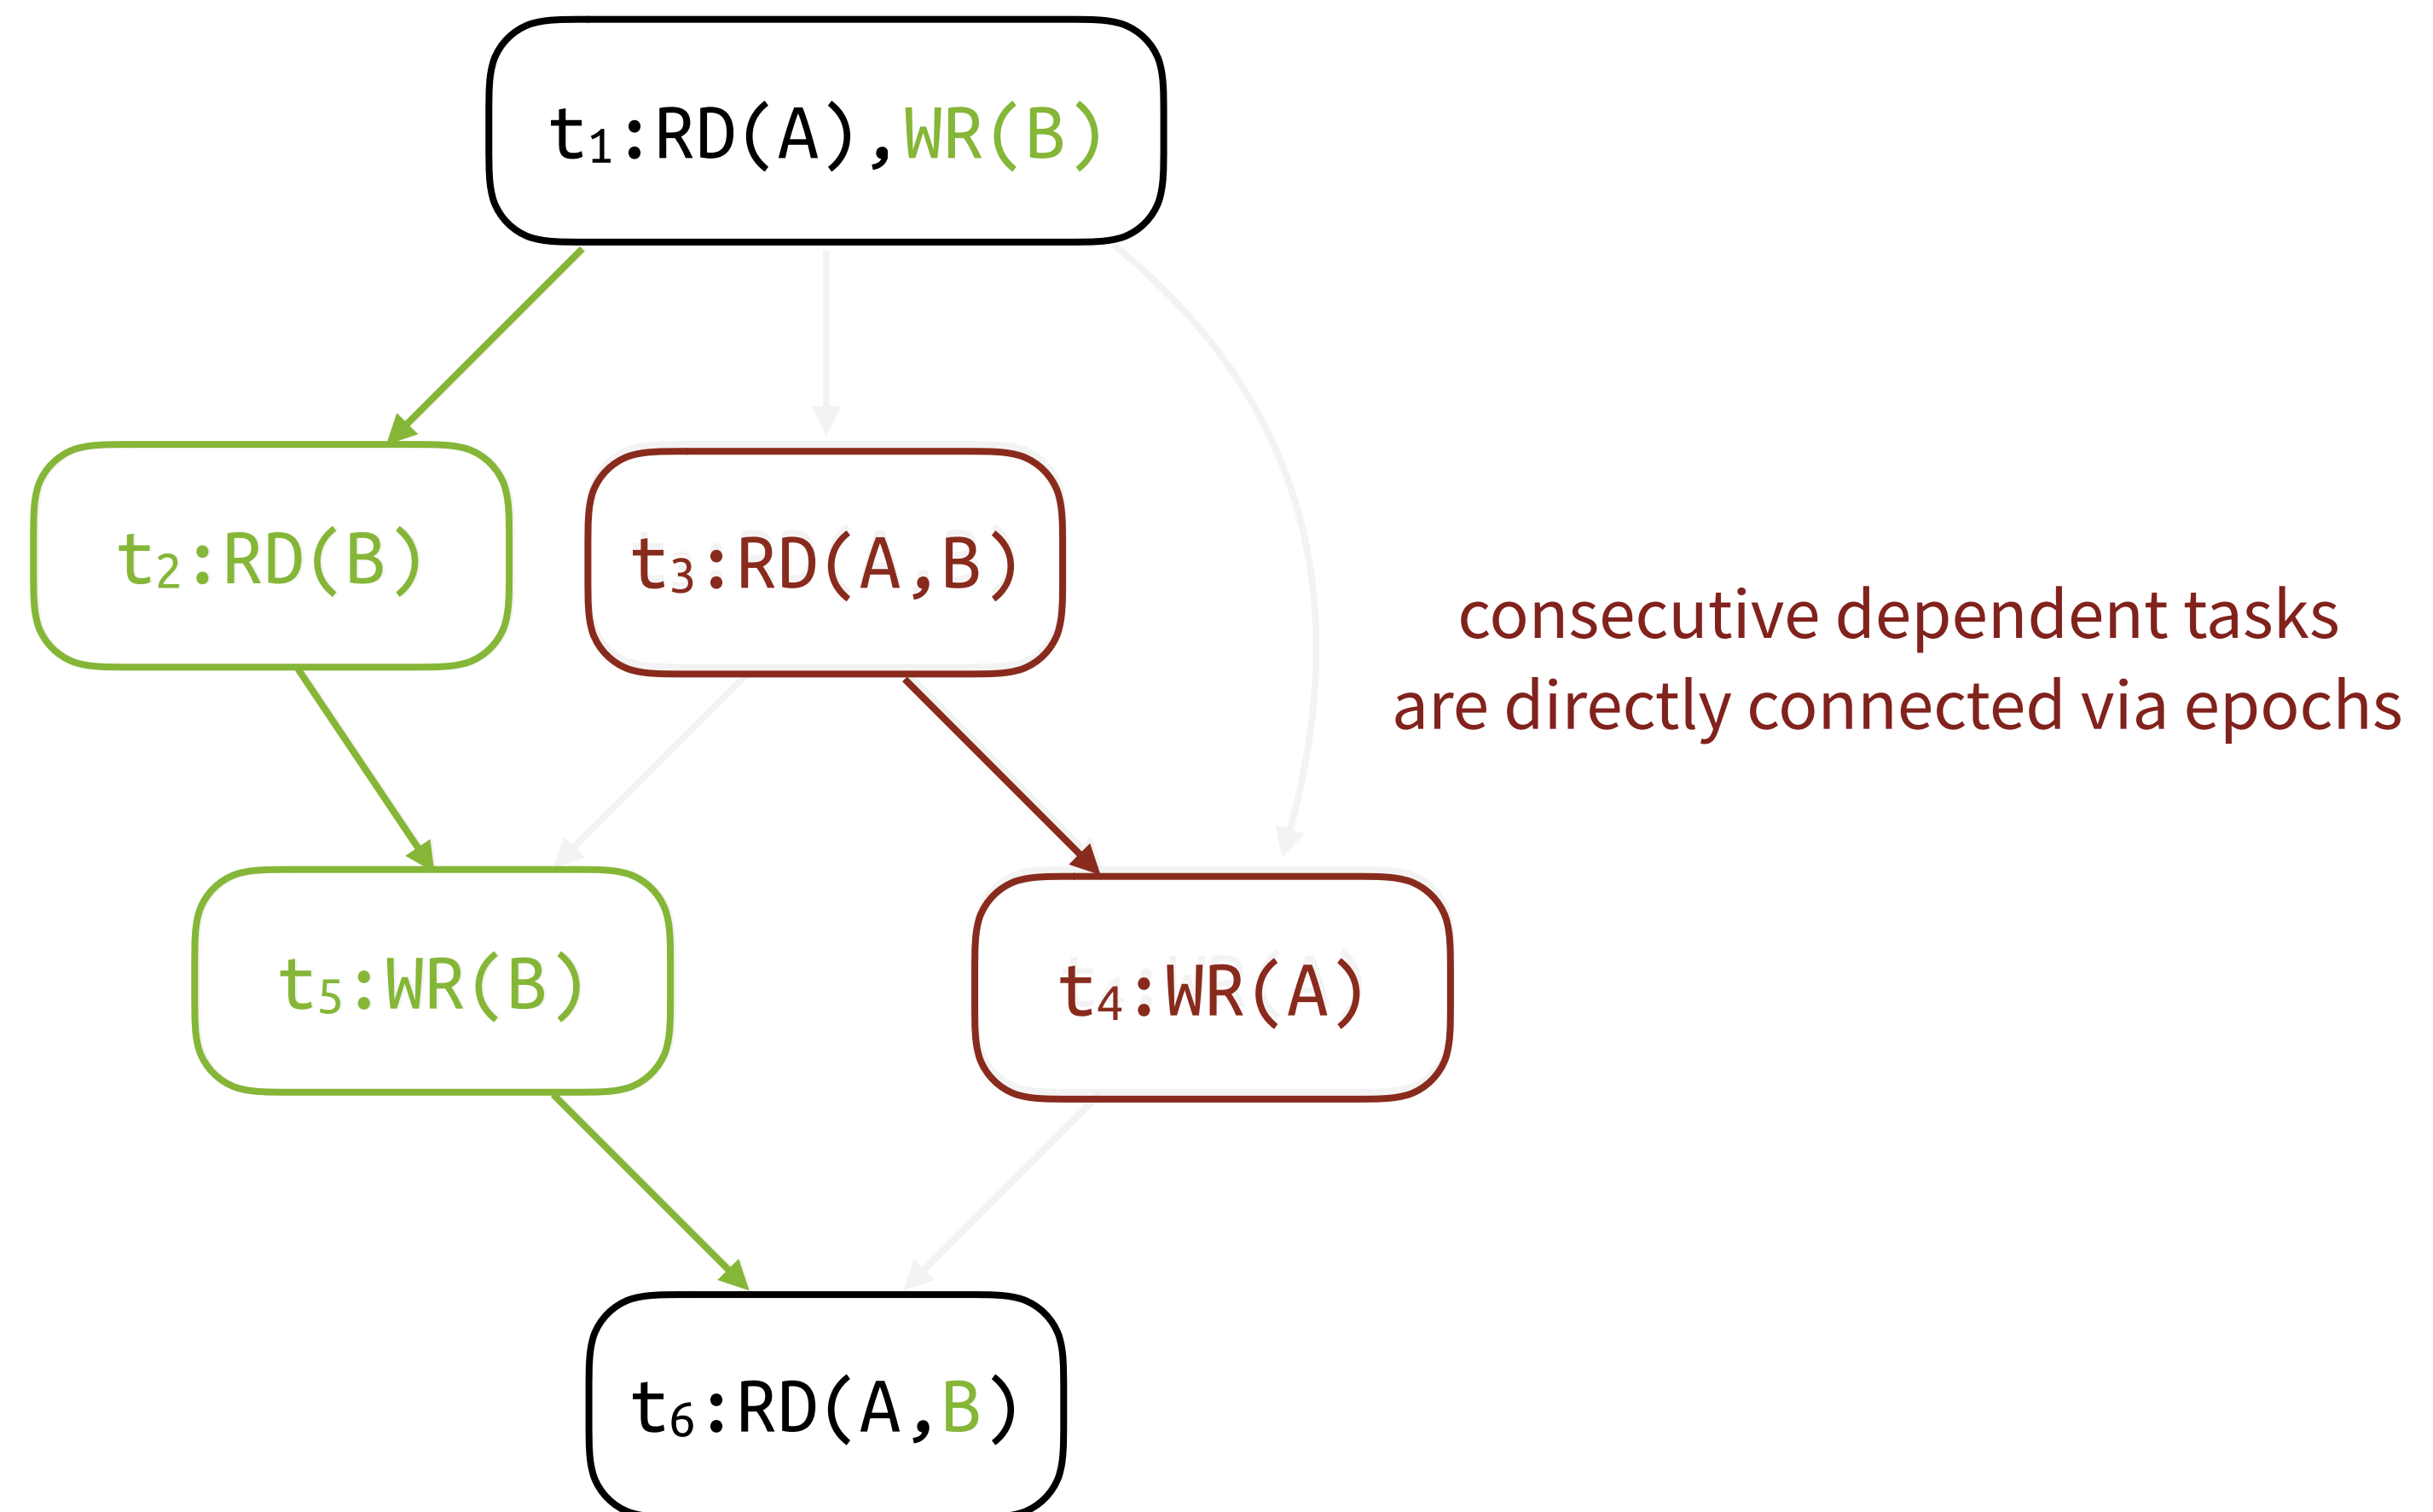 t₁:RD(A),WR(B)
t₂:RD(B)
t₃:RD(A,B)
consecutive dependent tasks
are directly connected via epochs
t₅:WR(B)
t₄:WR(A)
t₆:RD(A,B)